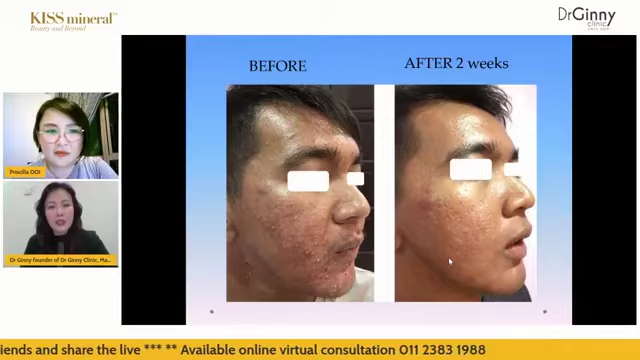 KISS mineral™
Beauty and Beyond
DrGinny
clinic
BEFORE
AFTER 2 weeks
Priscilla OOI
Dr Ginny founder of Dr Ginny Clinic, Ma...
iends and share the live *** ** Available online virtual consultation 011 2383 1988